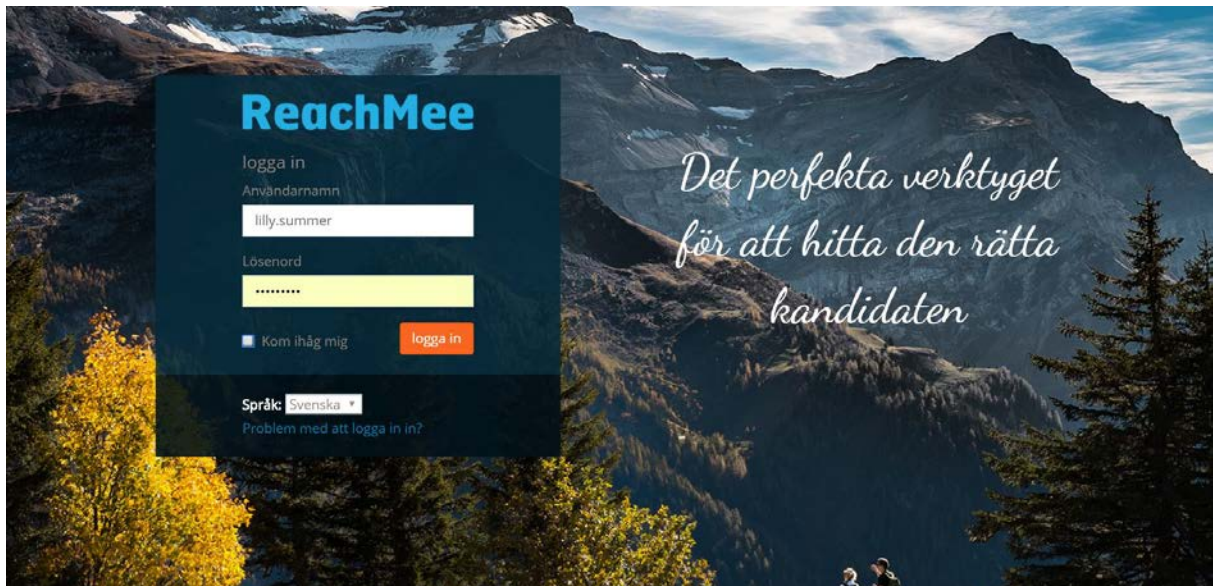 ReachMee
logga in
Användarnamn
lilly.summer
Lösenord
•••••••••
Kom ihåg mig
logga in
Språk: Svenska
Problem med att logga in in?
Det perfekta verktyget
för att hitta den rätta
kandidaten